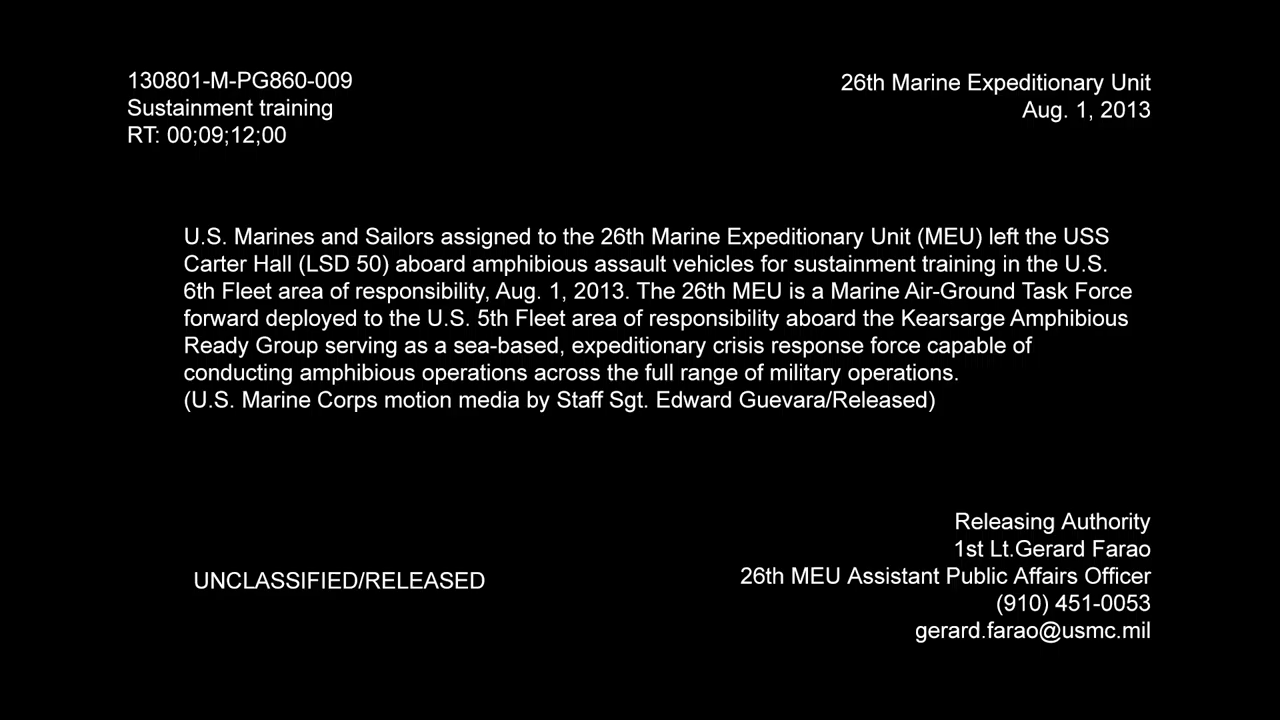 130801-M-PG860-009
Sustainment training
RT: 00;09;12;00
26th Marine Expeditionary Unit
Aug. 1, 2013
U.S. Marines and Sailors assigned to the 26th Marine Expeditionary Unit (MEU) left the USS
Carter Hall (LSD 50) aboard amphibious assault vehicles for sustainment training in the U.S.
6th Fleet area of responsibility, Aug. 1, 2013. The 26th MEU is a Marine Air-Ground Task Force
forward deployed to the U.S. 5th Fleet area of responsibility aboard the Kearsarge Amphibious
Ready Group serving as a sea-based, expeditionary crisis response force capable of
conducting amphibious operations across the full range of military operations.
(U.S. Marine Corps motion media by Staff Sgt. Edward Guevara/Released)
UNCLASSIFIED/RELEASED
Releasing Authority
1st Lt.Gerard Farao
26th MEU Assistant Public Affairs Officer
(910) 451-0053
gerard.farao@usmc.mil